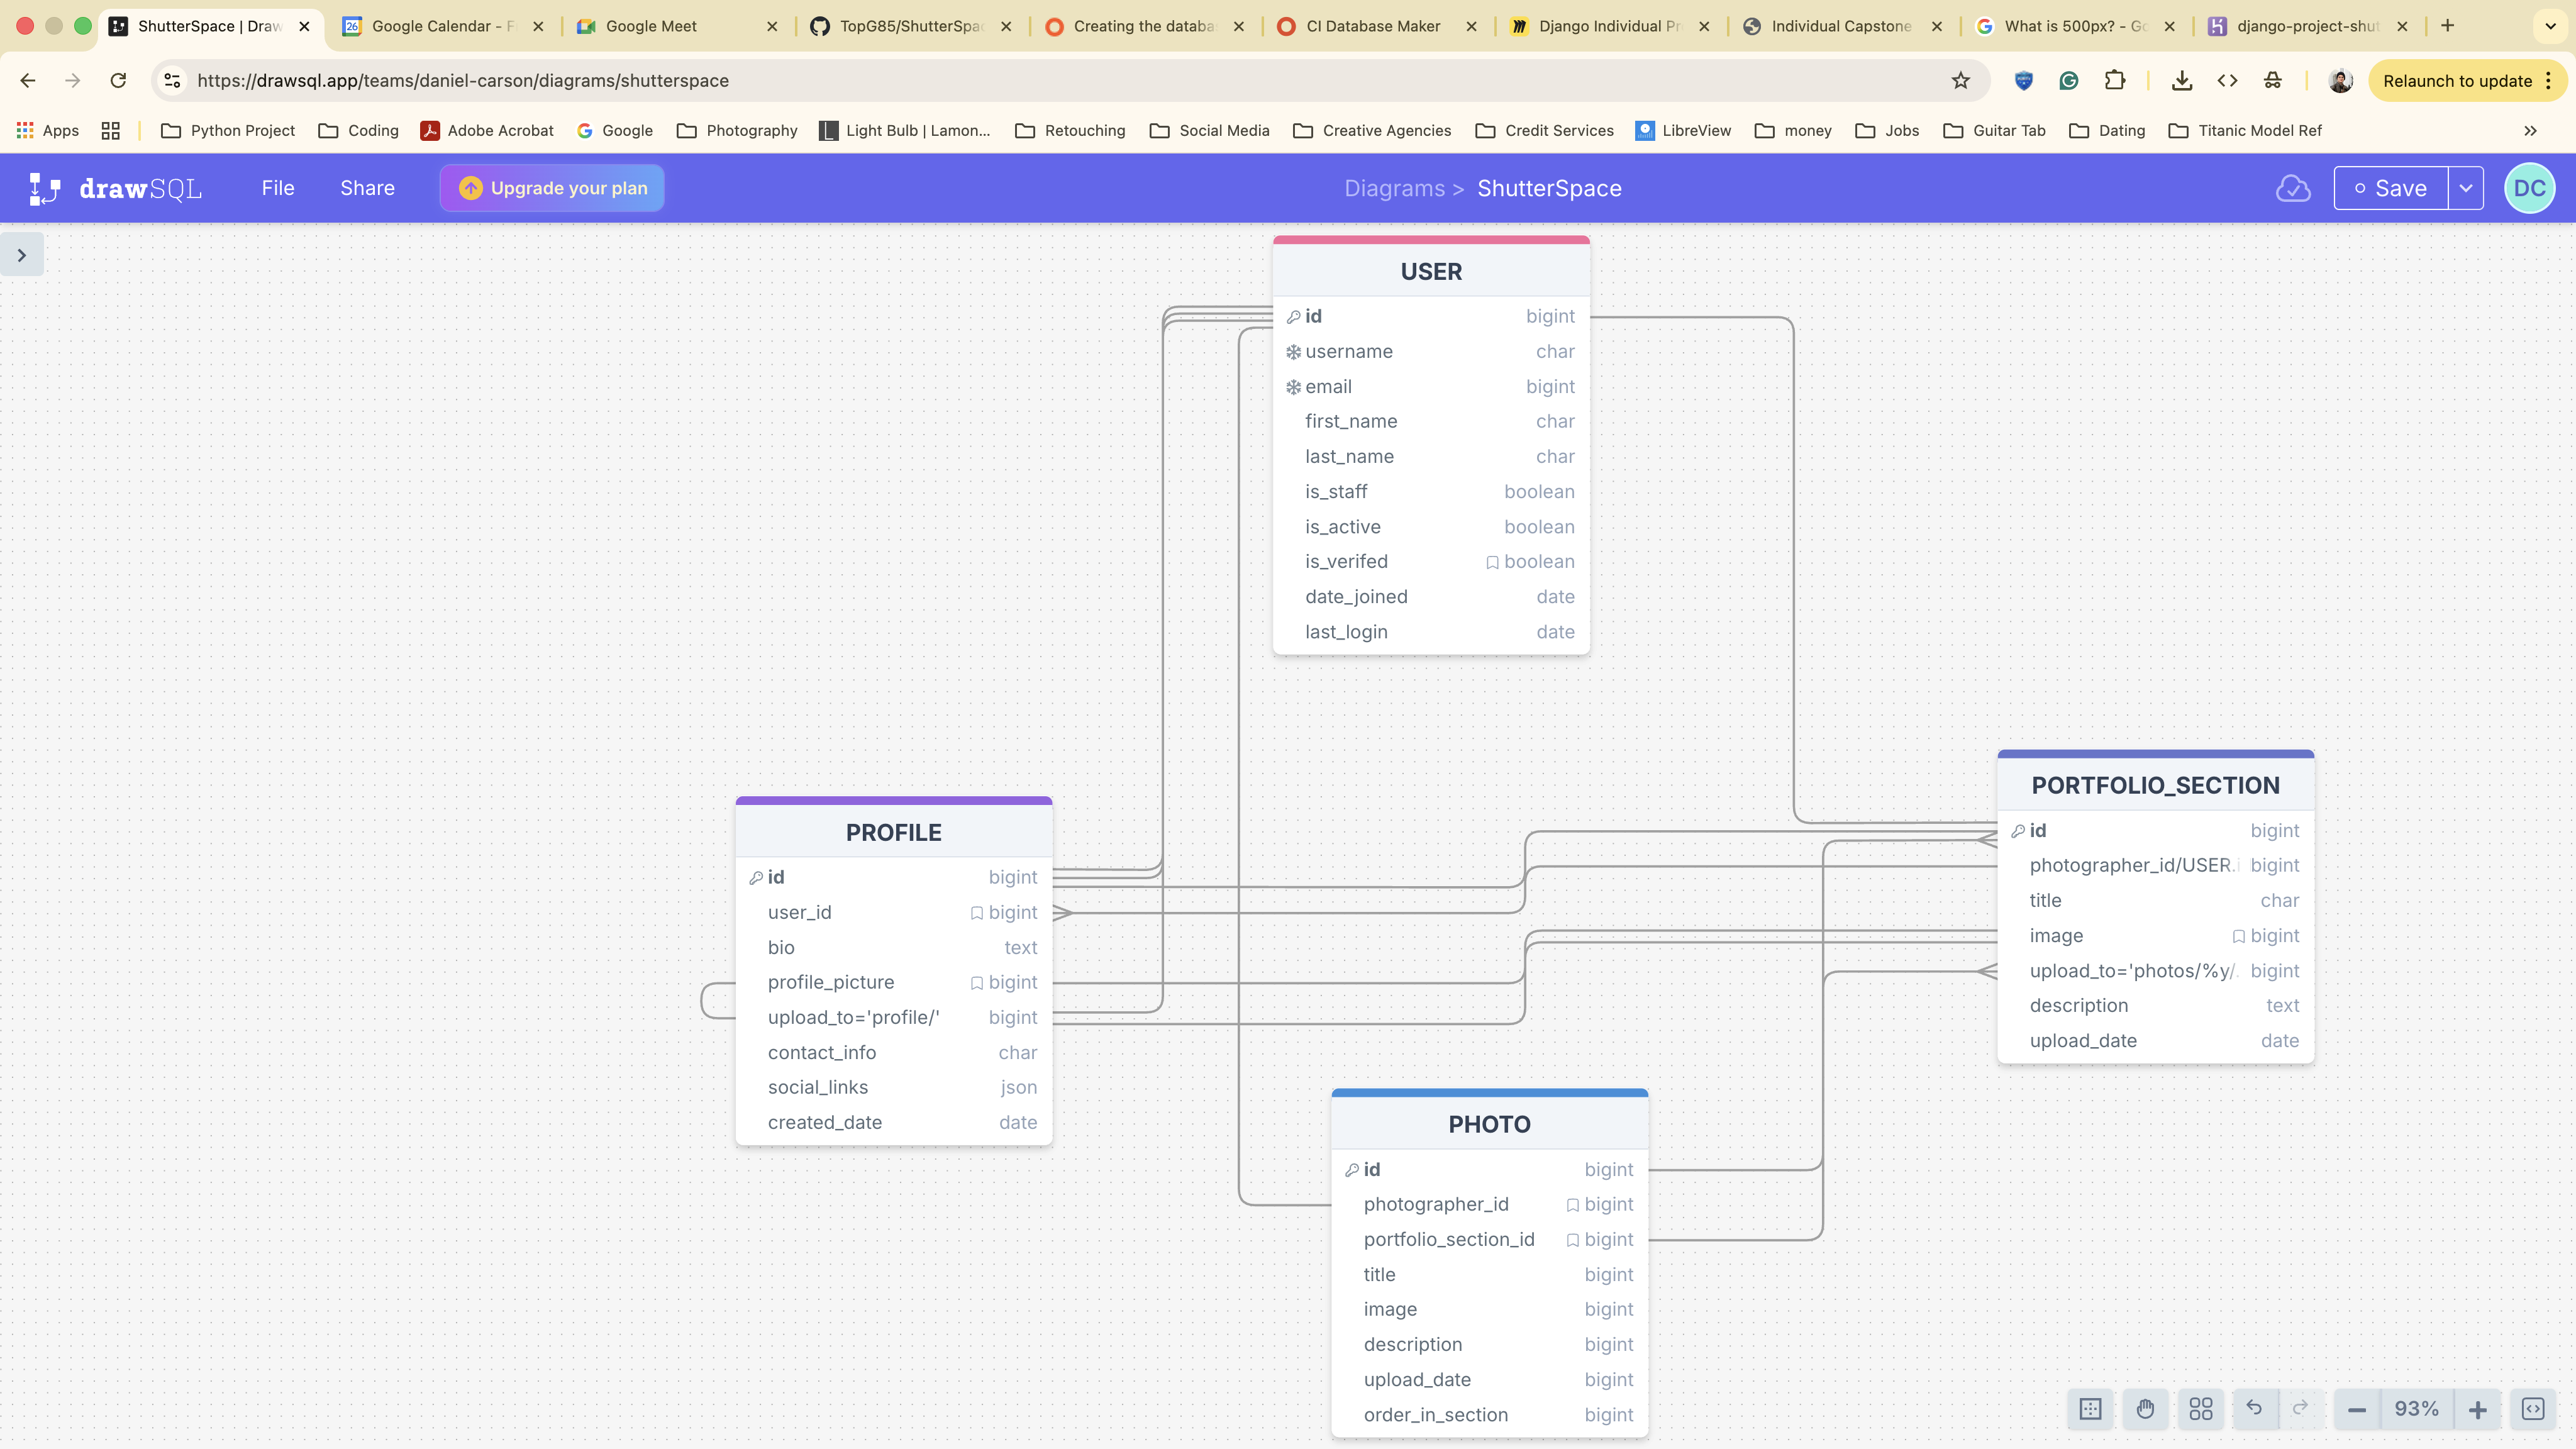 ShutterSpace | Draw
Google Calendar - F
Google Meet
TopG85/ShutterSpac
Creating the databa
CI Database Maker
Django Individual Pr
Individual Capstone
What is 500px? - Go
django-project-shut
https://drawsql.app/teams/daniel-carson/diagrams/shutterspace
Relaunch to update
Apps
Python Project
Coding
Adobe Acrobat
Google
Photography
Light Bulb | Lamon...
Retouching
Social Media
Creative Agencies
Credit Services
LibreView
money
Jobs
Guitar Tab
Dating
Titanic Model Ref
drawSQL
File
Share
Upgrade your plan
Diagrams > ShutterSpace
Save
DC
USER
id bigint
username char
email bigint
first_name char
last_name char
is_staff boolean
is_active boolean
is_verifed boolean
date_joined date
last_login date
PROFILE
id bigint
user_id bigint
bio text
profile_picture bigint
upload_to='profile/' bigint
contact_info char
social_links json
created_date date
PORTFOLIO_SECTION
id bigint
photographer_id/USER.i bigint
title char
image bigint
upload_to='photos/%y/. bigint
description text
upload_date date
PHOTO
id bigint
photographer_id bigint
portfolio_section_id bigint
title bigint
image bigint
description bigint
upload_date bigint
order_in_section bigint
93%